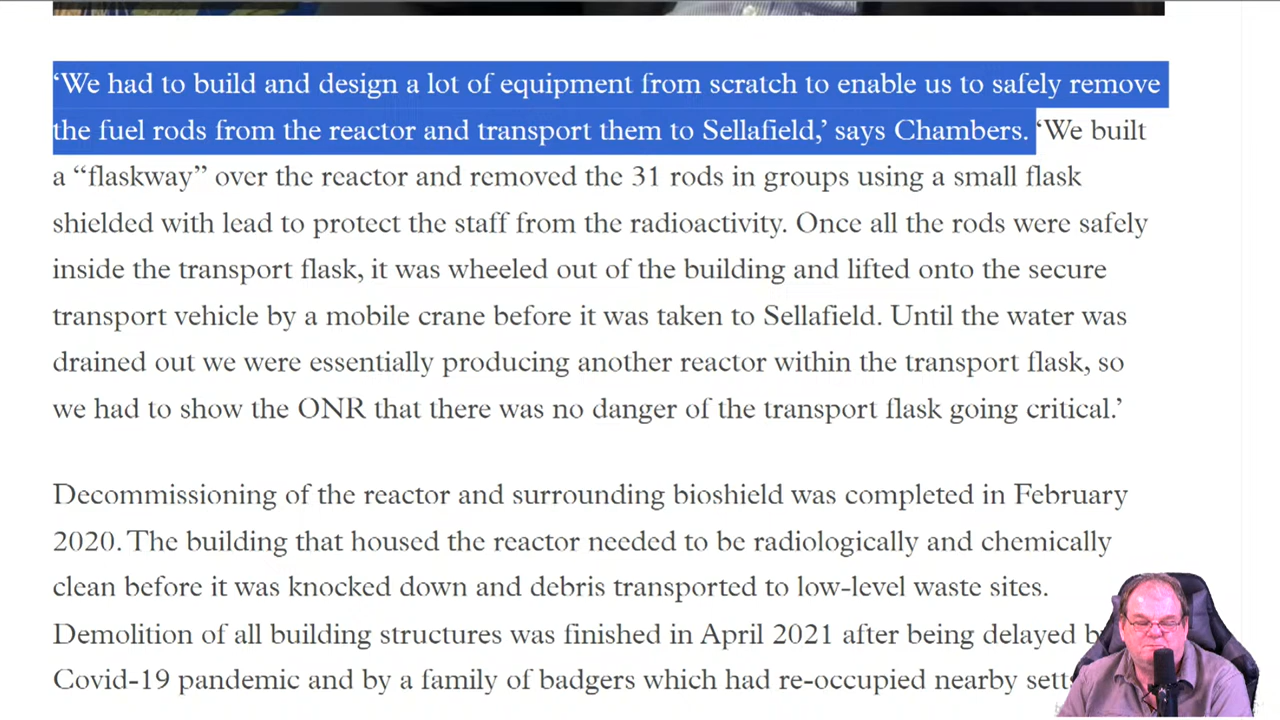 ‘We had to build and design a lot of equipment from scratch to enable us to safely remove
the fuel rods from the reactor and transport them to Sellafield,’ says Chambers. ‘We built
a “flaskway” over the reactor and removed the 31 rods in groups using a small flask
shielded with lead to protect the staff from the radioactivity. Once all the rods were safely
inside the transport flask, it was wheeled out of the building and lifted onto the secure
transport vehicle by a mobile crane before it was taken to Sellafield. Until the water was
drained out we were essentially producing another reactor within the transport flask, so
we had to show the ONR that there was no danger of the transport flask going critical.’
Decommissioning of the reactor and surrounding bioshield was completed in February
2020. The building that housed the reactor needed to be radiologically and chemically
clean before it was knocked down and debris transported to low-level waste sites.
Demolition of all building structures was finished in April 2021 after being delayed
Covid-19 pandemic and by a family of badgers which had re-occupied nearby